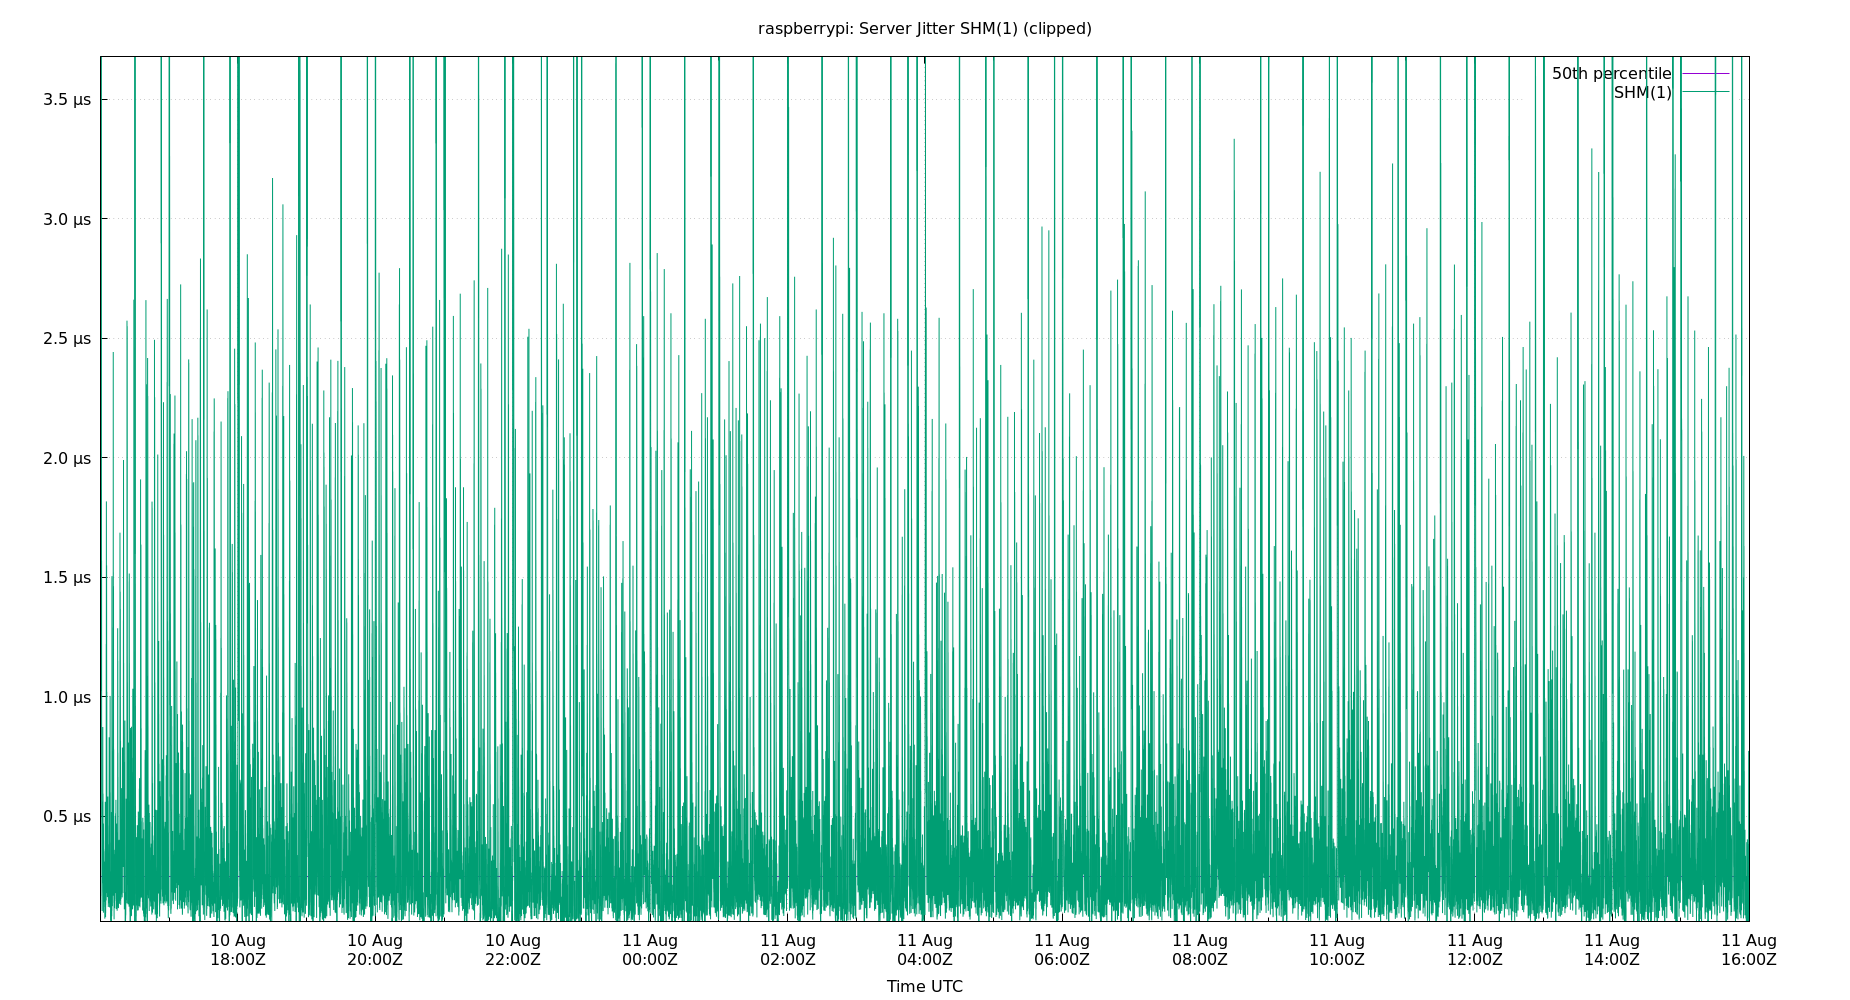 raspberrypi: Server Jitter SHM(1) (clipped)
50th percentile
SHM(1)
3.5 µs
3.0 µs
2.5 µs
2.0 µs
1.5 µs
1.0 µs
0.5 µs
10 Aug 10 Aug 10 Aug 11 Aug 11 Aug 11 Aug 11 Aug 11 Aug 11 Aug 11 Aug 11 Aug 11 Aug
18:00Z 20:00Z 22:00Z 00:00Z 02:00Z 04:00Z 06:00Z 08:00Z 10:00Z 12:00Z 14:00Z 16:00Z
Time UTC